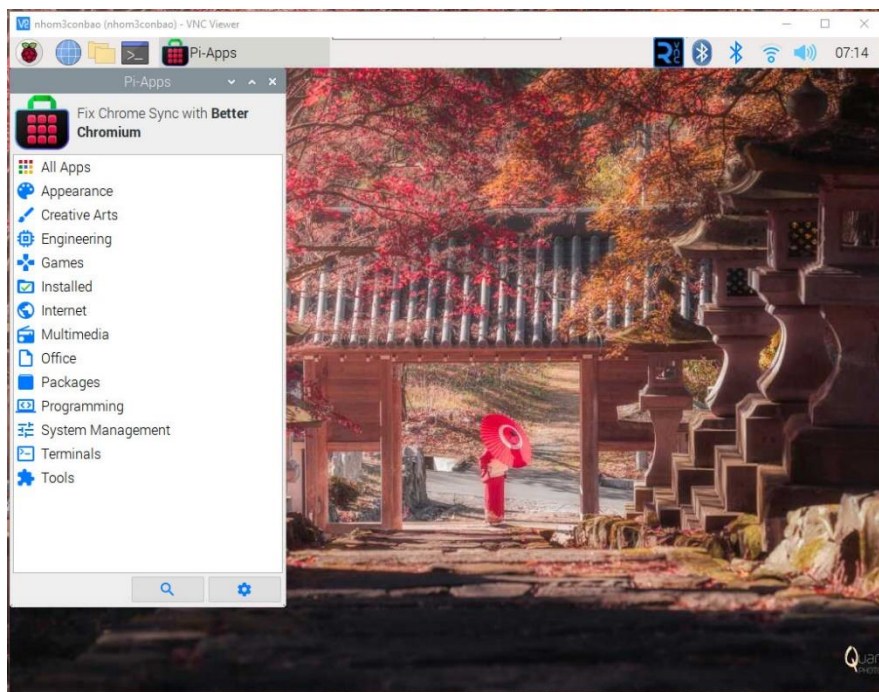 nhom3conbao (nhom3conbao) - VNC Viewer
Pi-Apps
07:14
Pi-Apps
Fix Chrome Sync with Better
Chromium
All Apps
Appearance
Creative Arts
Engineering
Games
Installed
Internet
Multimedia
Office
Packages
Programming
System Management
Terminals
Tools